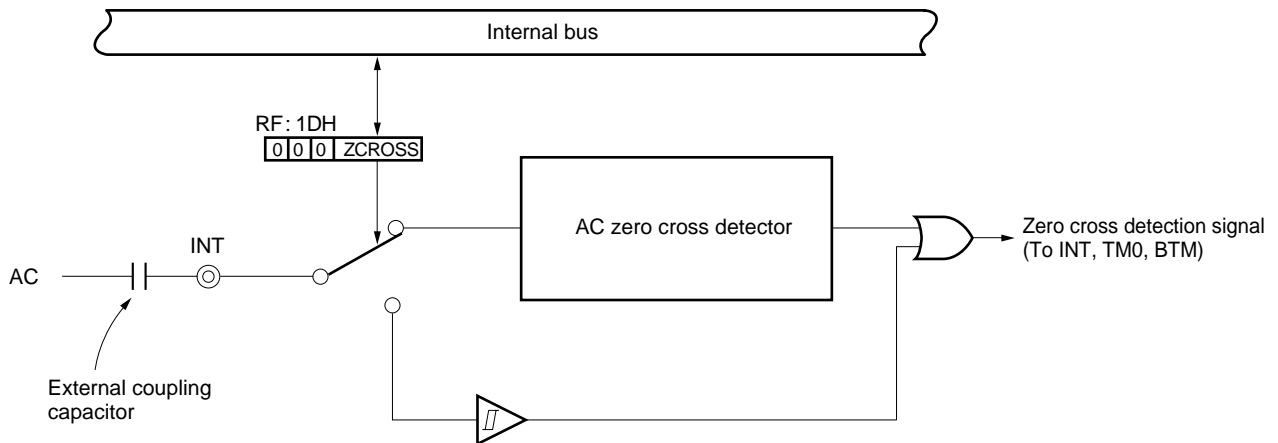 Internal bus
RF: 1DH
0 0 0 ZCROSS
AC zero cross detector
Zero cross detection signal
(To INT, TM0, BTM)
INT
AC
External coupling
capacitor